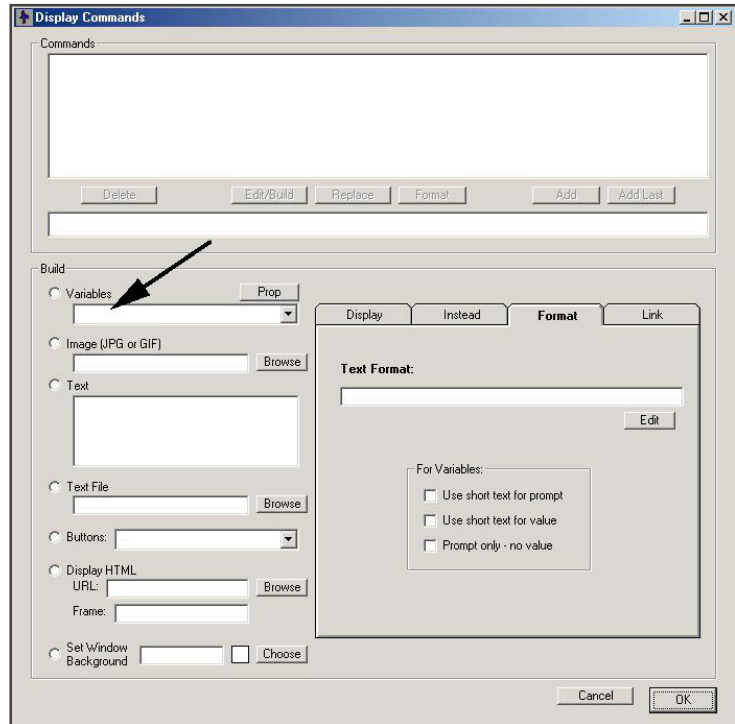 Display Commands
Commands
Delete Edit/Build Replace Format Add Add Last
Build
Variables Prop
Image (JPG or GIF)
Browse
Text
Text File
Browse
Buttons:
Display HTML
URL: Browse
Frame:
Set Window
Background Choose
Display Instead Format Link
Text Format:
Edit
For Variables:
Use short text for prompt
Use short text for value
Prompt only - no value
Cancel OK